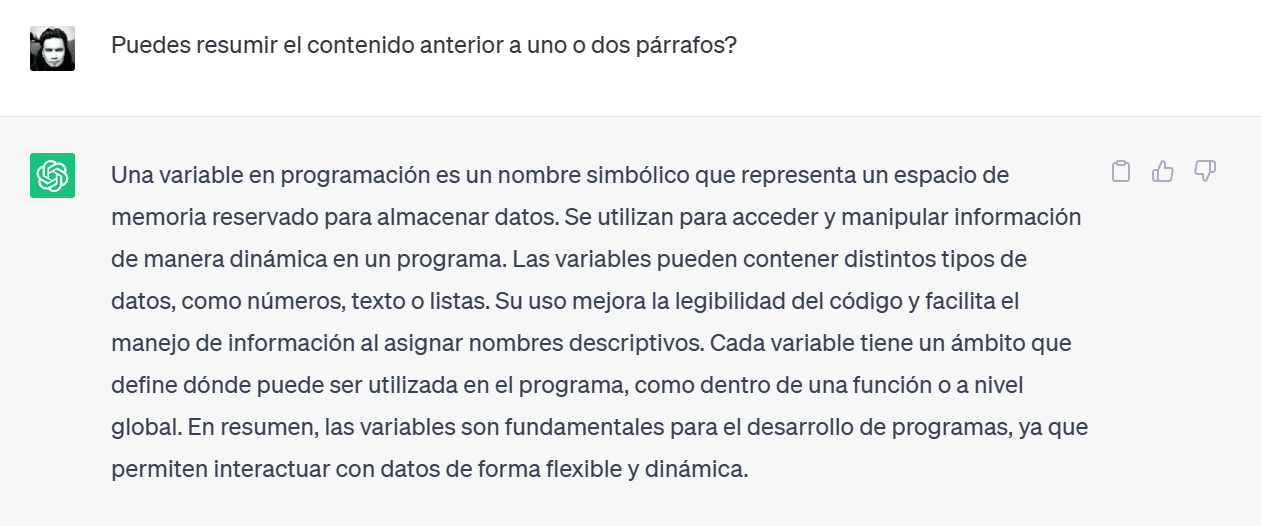 Puedes resumir el contenido anterior a uno o dos párrafos?
Una variable en programación es un nombre simbólico que representa un espacio de
memoria reservado para almacenar datos. Se utilizan para acceder y manipular información
de manera dinámica en un programa. Las variables pueden contener distintos tipos de
datos, como números, texto o listas. Su uso mejora la legibilidad del código y facilita el
manejo de información al asignar nombres descriptivos. Cada variable tiene un ámbito que
define dónde puede ser utilizada en el programa, como dentro de una función o a nivel
global. En resumen, las variables son fundamentales para el desarrollo de programas, ya que
permiten interactuar con datos de forma flexible y dinámica.